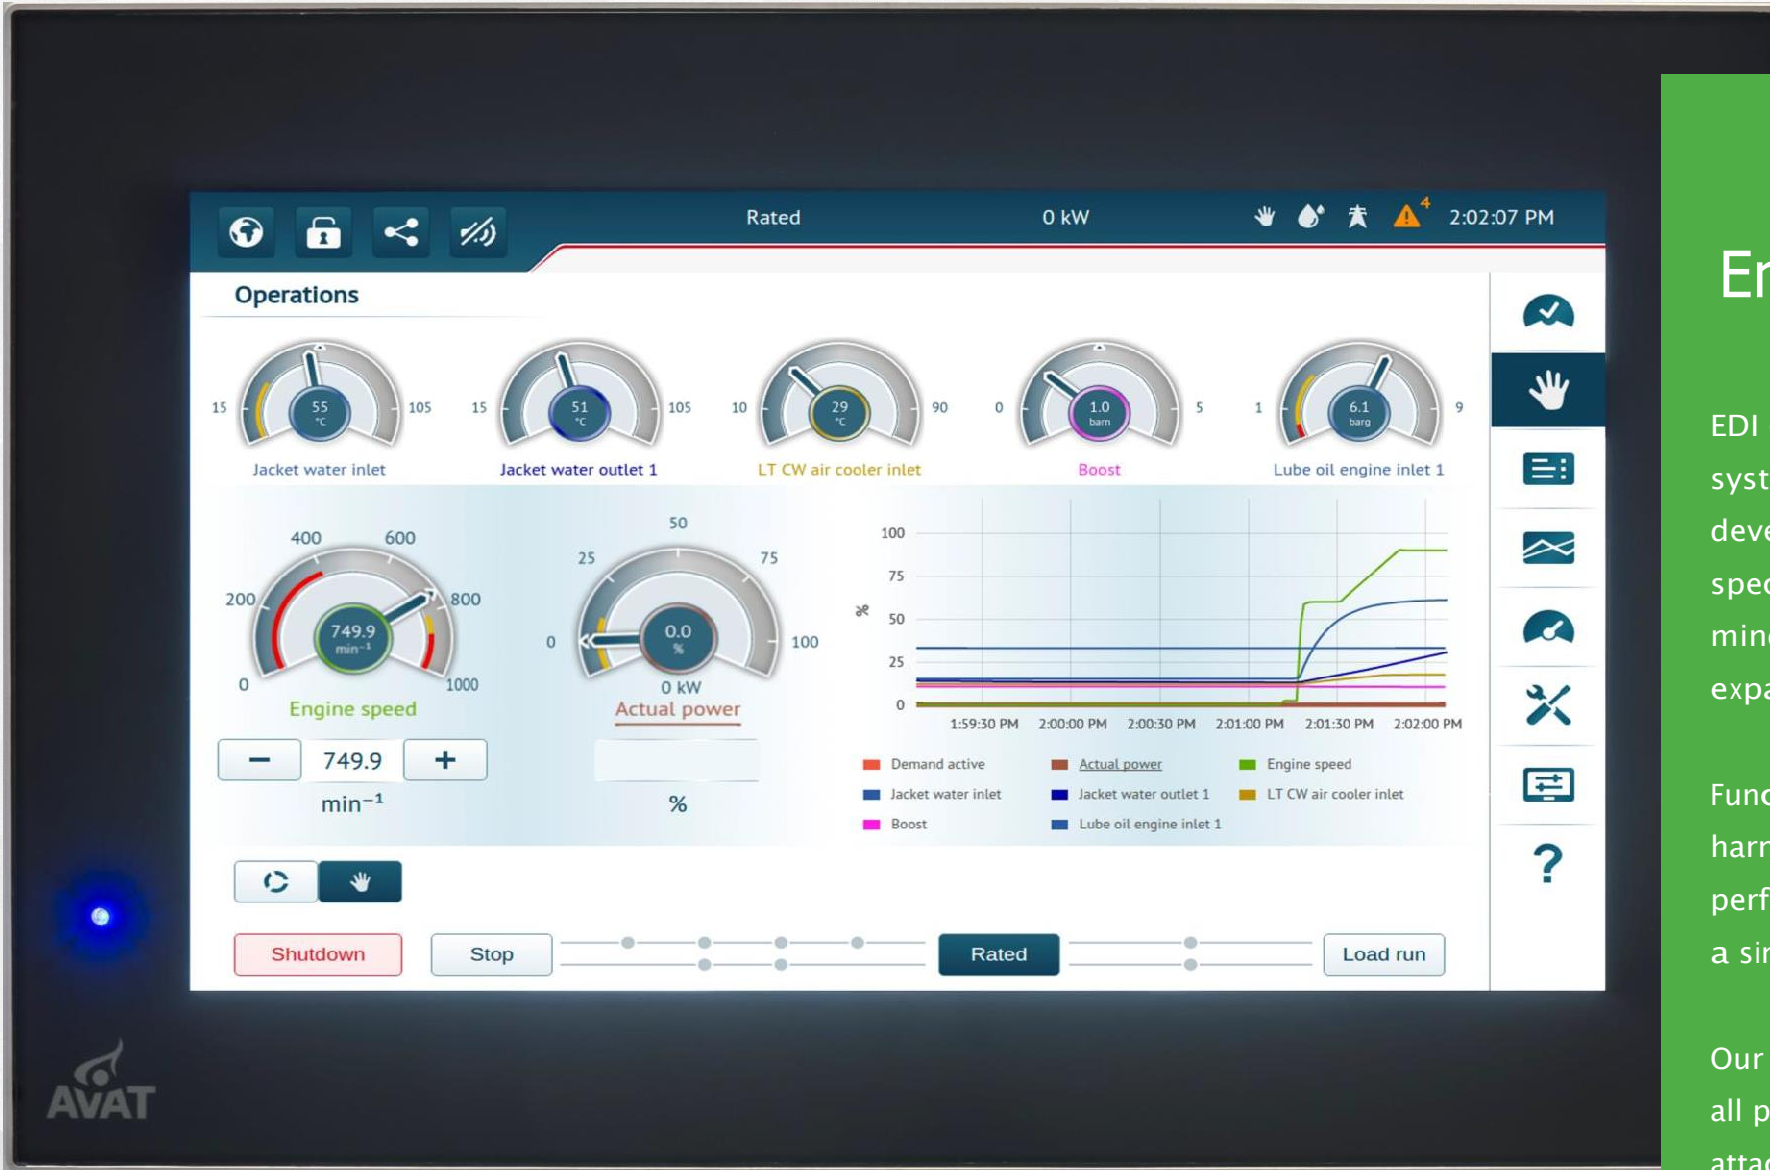 Rated 0 kW 4 2:02:07 PM
Operations
15 55 °C 105
Jacket water inlet
15 51 °C 105
Jacket water outlet 1
10 29 °C 90
LT CW air cooler inlet
0 1.0 barn 5
Boost
1 6.1 barg 9
Lube oil engine inlet 1
0 200 400 600 800 1000
749.9
min⁻¹
Engine speed
− 749.9 +
min⁻¹
0 25 50 75 100
0.0
%
0 kW
Actual power
%
%
100
75
50
25
0
1:59:30 PM 2:00:00 PM 2:00:30 PM 2:01:00 PM 2:01:30 PM 2:02:00 PM
Demand active Actual power Engine speed
Jacket water inlet Jacket water outlet 1 LT CW air cooler inlet
Boost Lube oil engine inlet 1
?
Shutdown Stop Rated Load run
AVAT
En
EDI
syst
deve
spec
mind
expa
Func
harn
perf
a sin
Our
all p
attac